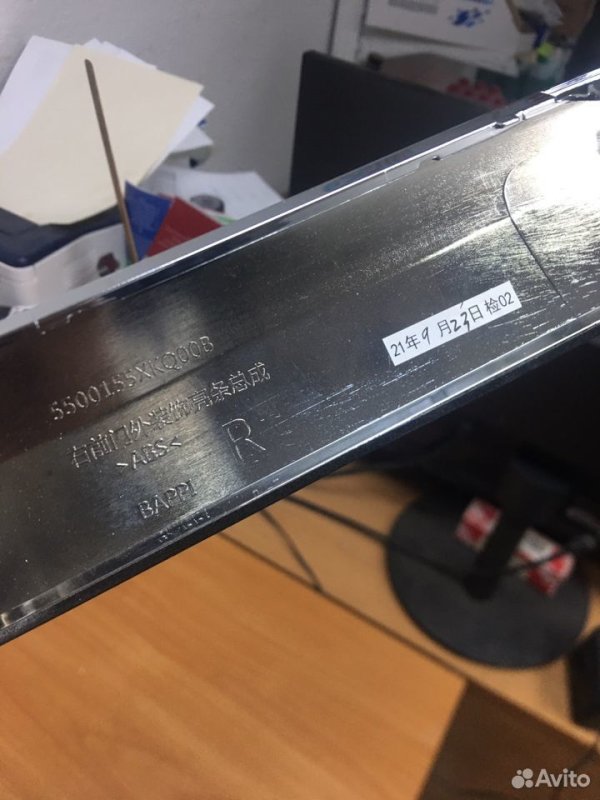 5500155XKQ00B
右前门外装饰亮条总成
>ABS<
R
BAPPI
21年9月23日检02
Avito